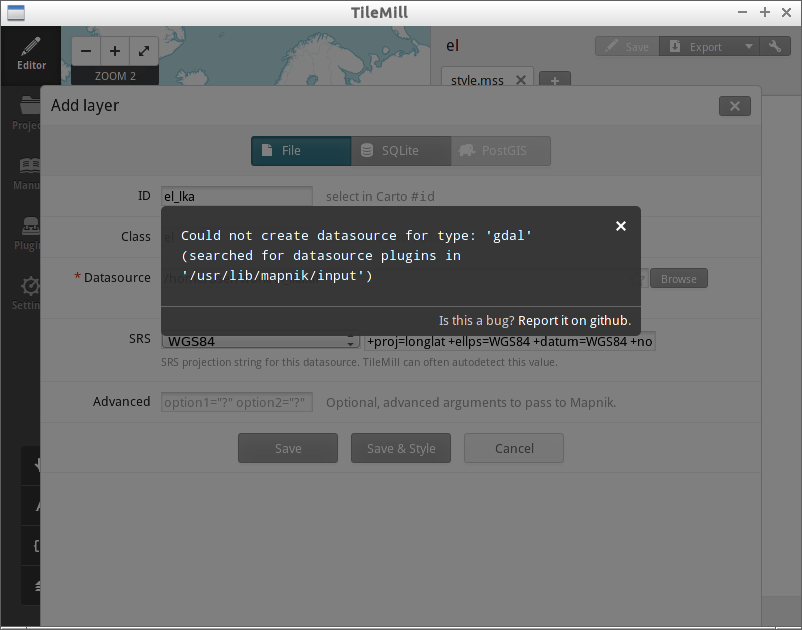 TileMill
Editor
ZOOM 2
el
Save
Export
style.mss
Add layer
File
SQLite
PostGIS
ID
el_lka
select in Carto #id
Class
Could not create datasource for type: 'gdal'
(searched for datasource plugins in
'/usr/lib/mapnik/input')
* Datasource
Browse
Is this a bug? Report it on github.
SRS
WGS84
+proj=longlat +ellps=WGS84 +datum=WGS84 +no
SRS projection string for this datasource. TileMill can often autodetect this value.
Advanced
option1="?" option2="?"
Optional, advanced arguments to pass to Mapnik.
Save
Save & Style
Cancel
Projec
Manu
Plugin
Settin